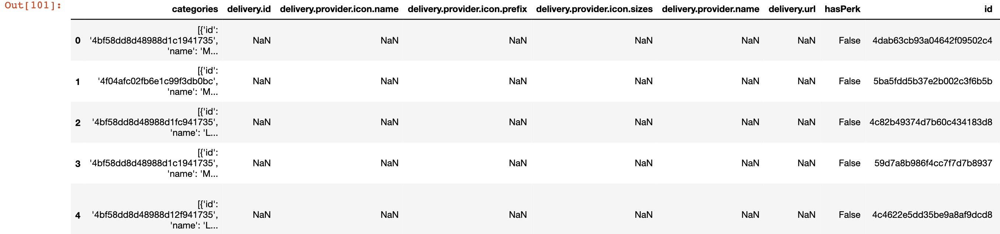 Out[101]:
categories delivery.id delivery.provider.icon.name delivery.provider.icon.prefix delivery.provider.icon.sizes delivery.provider.name delivery.url hasPerk id
[{'id':
0 '4bf58dd8d48988d1c1941735', NaN NaN NaN NaN NaN NaN False 4dab63cb93a04642f09502c4
'name': 'M...
[{'id':
1 '4f04afc02fb6e1c99f3db0bc', NaN NaN NaN NaN NaN NaN False 5ba5fdd5b37e2b002c3f6b5b
'name': 'M...
[{'id':
2 '4bf58dd8d48988d1fc941735', NaN NaN NaN NaN NaN NaN False 4c82b49374d7b60c434183d8
'name': 'L...
[{'id':
3 '4bf58dd8d48988d1c1941735', NaN NaN NaN NaN NaN NaN False 59d7a8b986f4cc7f7d7b8937
'name': 'M...
[{'id':
4 '4bf58dd8d48988d12f941735', NaN NaN NaN NaN NaN NaN False 4c4622e5dd35be9a8af9dcd8
'name': 'L...